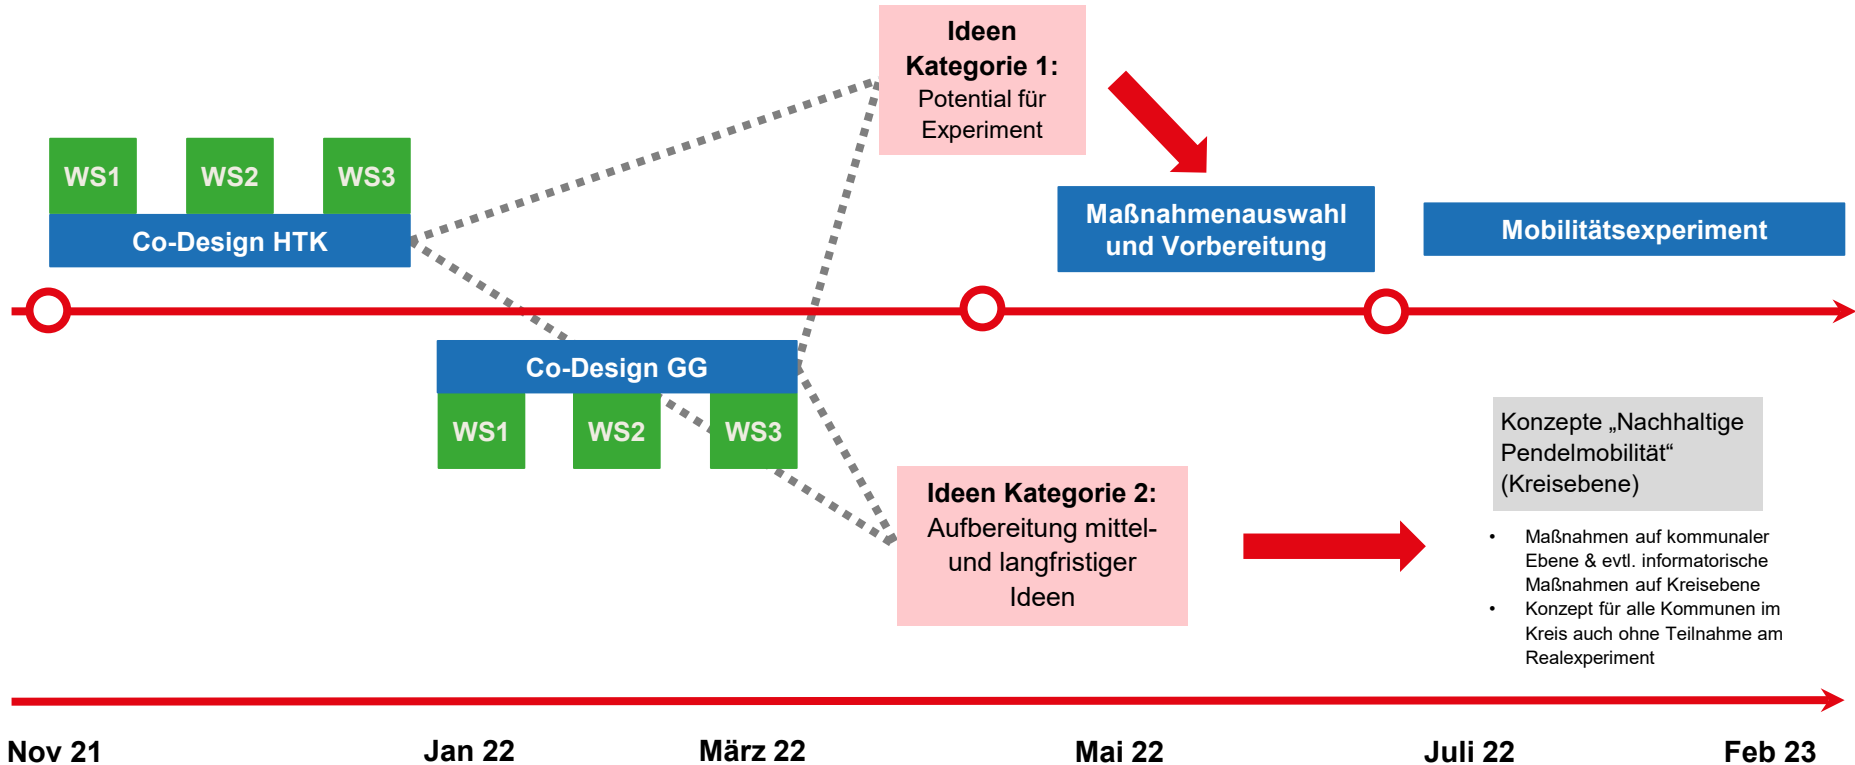 Ideen
Kategorie 1:
Potential für
Experiment
WS1
WS2
WS3
Co-Design HTK
Maßnahmenauswahl
und Vorbereitung
Mobilitätsexperiment
Co-Design GG
WS1
WS2
WS3
Ideen Kategorie 2:
Aufbereitung mittel-
und langfristiger
Ideen
Konzepte „Nachhaltige
Pendelmobilität“
(Kreisebene)
• Maßnahmen auf kommunaler
Ebene & evtl. informatorische
Maßnahmen auf Kreisebene
• Konzept für alle Kommunen im
Kreis auch ohne Teilnahme am
Realexperiment
Nov 21
Jan 22
März 22
Mai 22
Juli 22
Feb 23